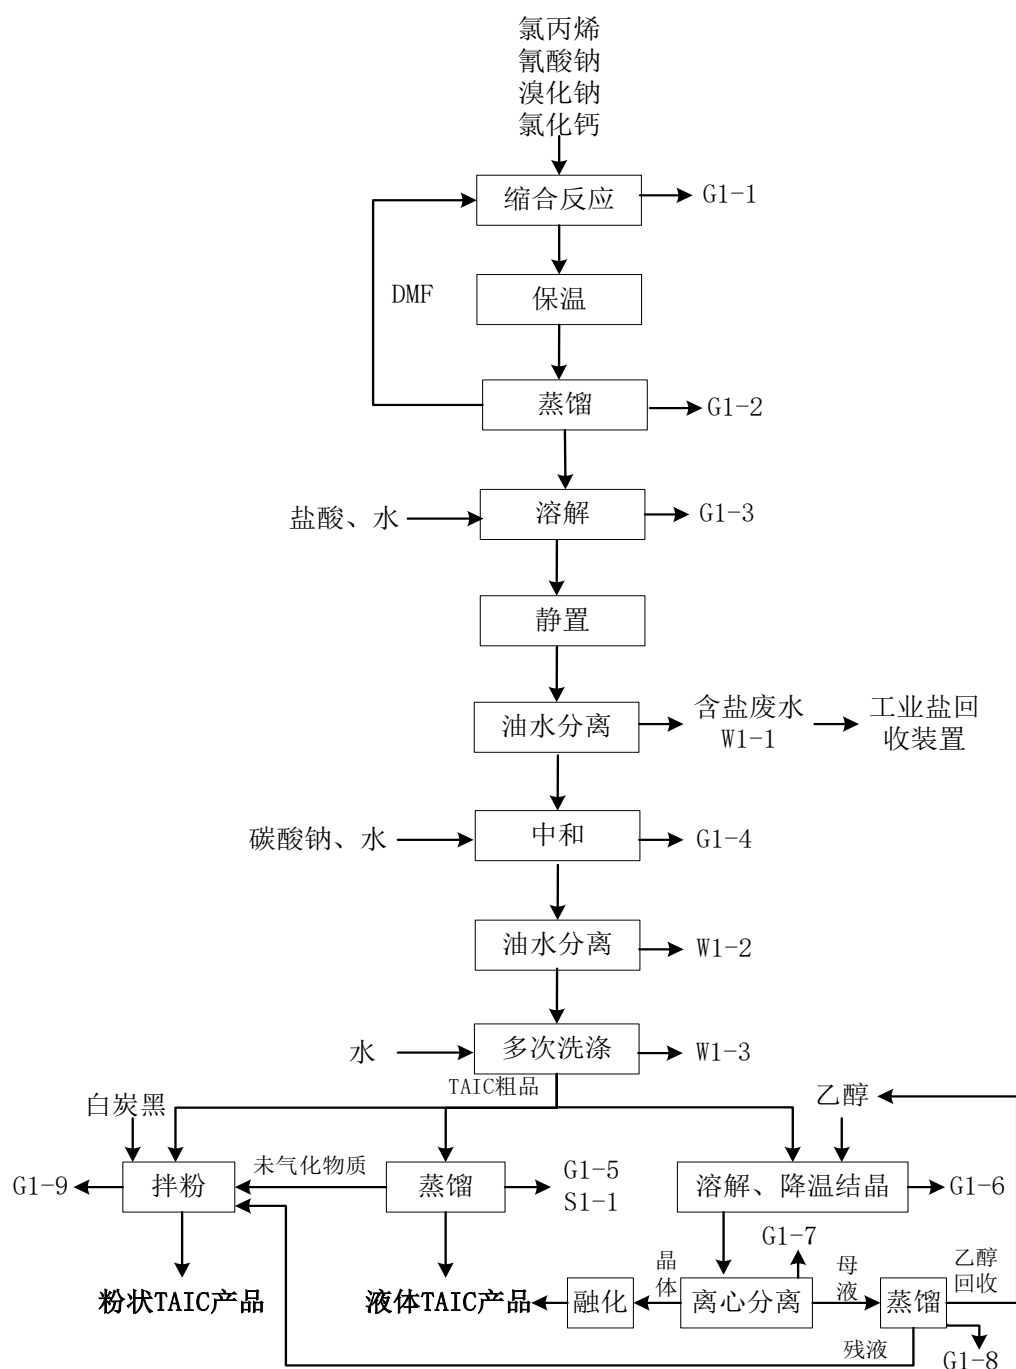 氯丙烯
氰酸钠
溴化钠
氯化钙
缩合反应
G1-1
DMF
保温
蒸馏
G1-2
盐酸、水
溶解
G1-3
静置
油水分离
含盐废水
W1-1
工业盐回
收装置
碳酸钠、水
中和
G1-4
油水分离
W1-2
水
多次洗涤
W1-3
TAIC粗品
白炭黑
乙醇
G1-9
拌粉
未气化物质
蒸馏
G1-5
S1-1
溶解、降温结晶
G1-6
G1-7
粉状TAIC产品
液体TAIC产品
融化
晶
体
离心分离
母
液
蒸馏
乙醇
回收
残液
G1-8